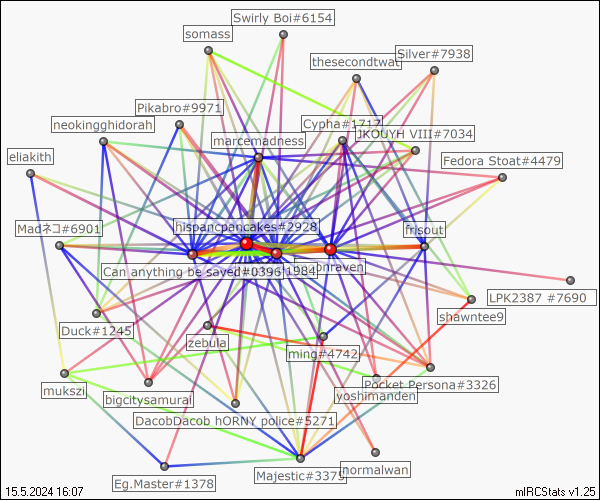 Swirly Boi#6154
somass
Silver#7938
thesecondtwat
Pikabro#9971
neokingghidorah
Cypha#1717
JKOUYH VIII#7034
marcemadness
eliakith
Fedora Stoat#4479
Madネコ#6901
hispancpancakes#2928
frisout
Can anything be saved#0396
1984
onraven
LPK2387 #7690
shawntee9
Duck#1245
izebula
ming#4742
mukszi
bigcitysamurai
Pocket Persona#3326
yoshimanden
DacobDacob hORNY police#5271
Eg.Master#1378
Majestic#3375
normalwan
15.5.2024 16:07
mIRCStats v1.25